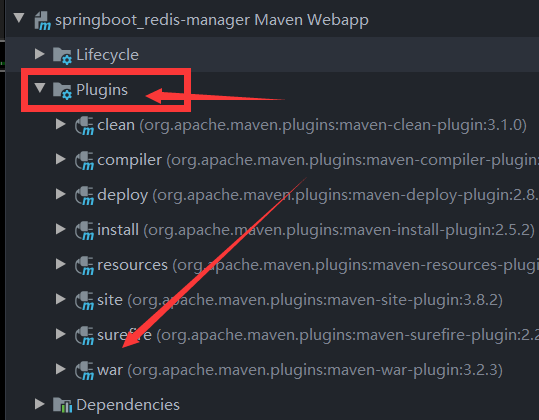 springboot_redis-manager Maven Webapp
Lifecycle
Plugins
clean (org.apache.maven.plugins:maven-clean-plugin:3.1.0)
compiler (org.apache.maven.plugins:maven-compiler-plugin:
deploy (org.apache.maven.plugins:maven-deploy-plugin:2.8.
install (org.apache.maven.plugins:maven-install-plugin:2.5.2)
resources (org.apache.maven.plugins:maven-resources-plugi
site (org.apache.maven.plugins:maven-site-plugin:3.8.2)
surefire (org.apache.maven.plugins:maven-surefire-plugin:2.2
war (org.apache.maven.plugins:maven-war-plugin:3.2.3)
Dependencies